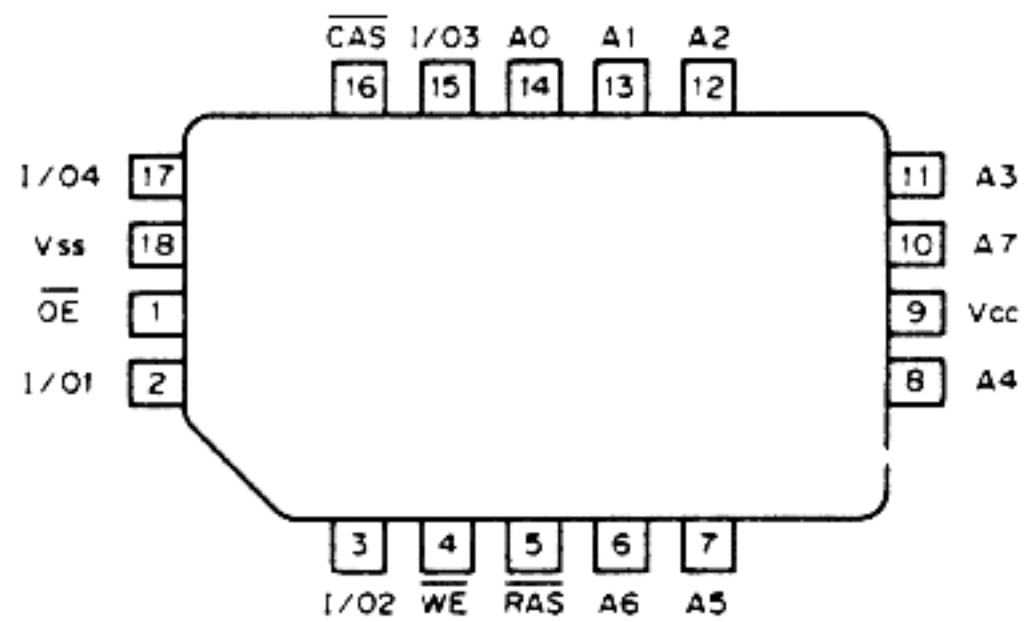 CAS I/O3 A0 A1 A2
16 15 14 13 12
I/O4 17 11 A3
Vss 18 10 A7
OE 1 9 Vcc
I/O1 2 8 A4
3 4 5 6 7
I/O2 WE RAS A6 A5